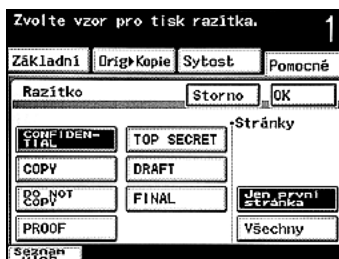 Zvolte vzor pro tisk razítka. 1
Základní Orig▸Kopie Sytost Pomocné
Razítko Storno OK
Stránky
CONFIDEN-
TIAL
TOP SECRET
COPY DRAFT
DO NOT
COPY
FINAL
Jen první
stránka
PROOF Všechny
Seznam